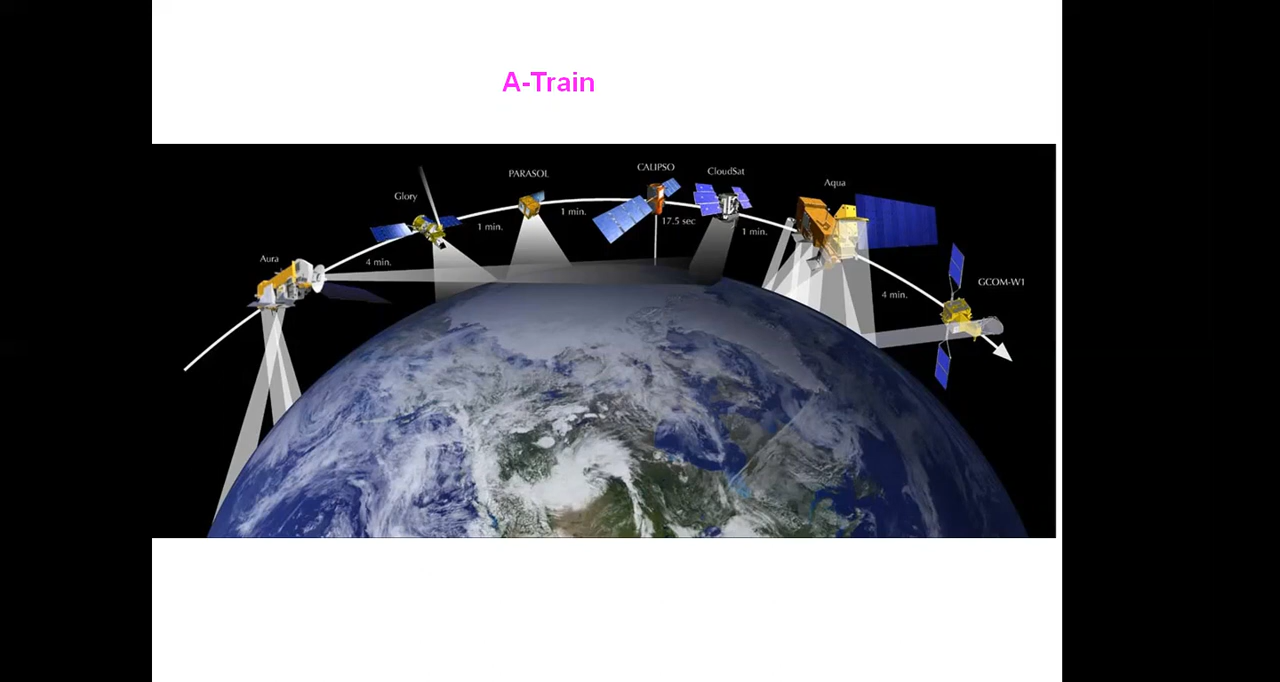 A-Train
CALIPSO
CloudSat
PARASOL
Aqua
Glory
1 min.
17.5 sec
1 min.
1 min.
Aura
4 min.
GCOM-W1
4 min.